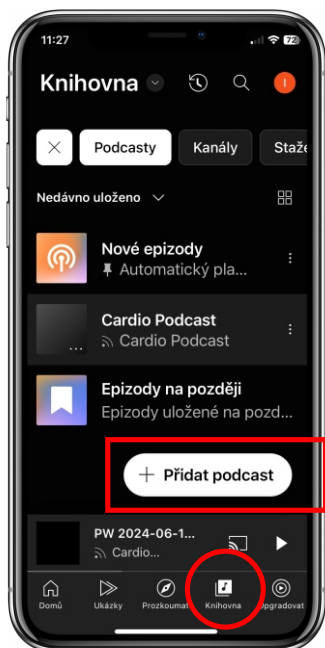 11:27
72
Knihovna
I
Podcasty
Kanály
Staže
Nedávno uloženo
Nové epizody
Automatický pla...
Cardio Podcast
Cardio Podcast
Epizody na později
Epizody uložené na pozd...
+ Přidat podcast
PW 2024-06-1...
Cardio...
Domů
Ukázky
Prozkoumat
Knihovna
Upgradovat